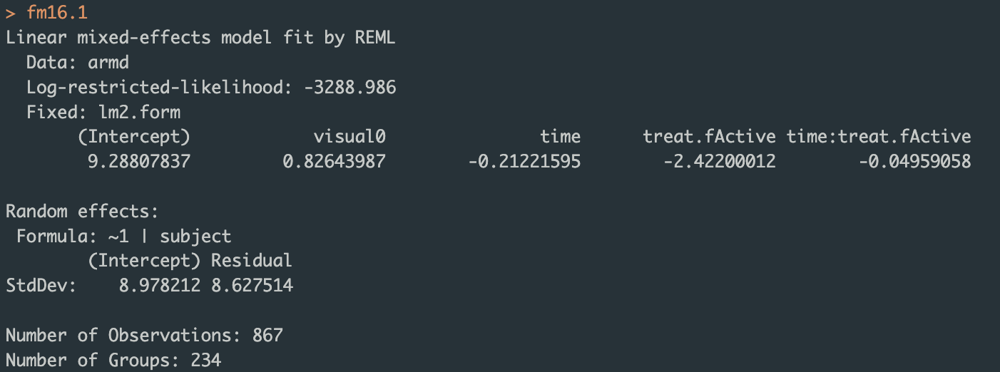 > fm16.1
Linear mixed-effects model fit by REML
  Data: armd
  Log-restricted-likelihood: -3288.986
  Fixed: lm2.form
       (Intercept)            visual0               time      treat.fActive time:treat.fActive
        9.28807837         0.82643987        -0.21221595        -2.42200012        -0.04959058

Random effects:
 Formula: ~1 | subject
        (Intercept) Residual
StdDev:    8.978212 8.627514

Number of Observations: 867
Number of Groups: 234